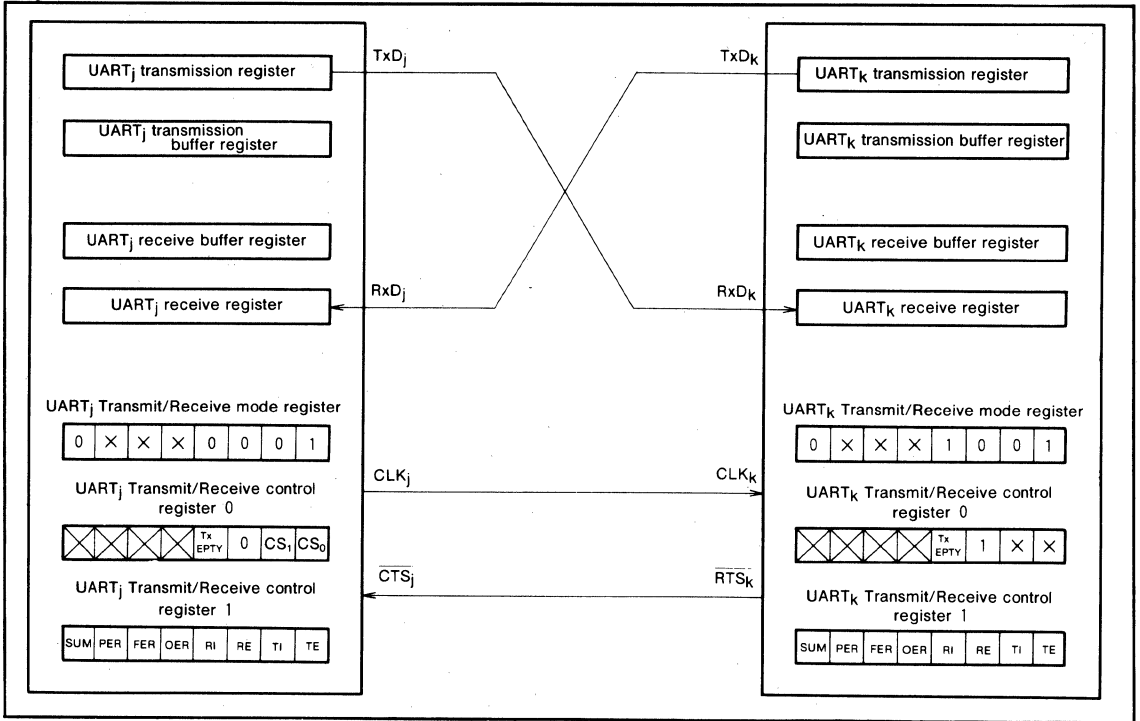 TxDj
TxDk
UARTj transmission register
UARTk transmission register
UARTj transmission
buffer register
UARTk transmission buffer register
UARTj receive buffer register
UARTk receive buffer register
RxDj
RxDk
UARTj receive register
UARTk receive register
UARTj Transmit/Receive mode register
0 × × × 0 0 0 1
UARTk Transmit/Receive mode register
0 × × × 1 0 0 1
CLKj
CLKk
UARTj Transmit/Receive control
register 0
Tx EPTY 0 CS1 CS0
UARTk Transmit/Receive control
register 0
Tx EPTY 1 × ×
CTSj
RTSk
UARTj Transmit/Receive control
register 1
SUM PER FER OER RI RE TI TE
UARTk Transmit/Receive control
register 1
SUM PER FER OER RI RE TI TE